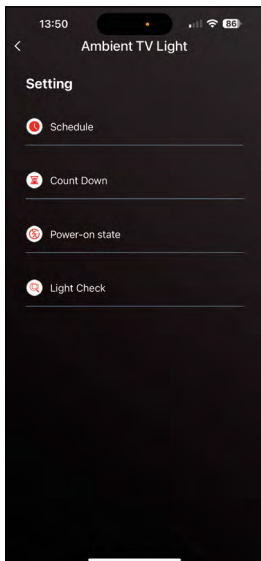 13:50
86
Ambient TV Light
Setting
Schedule
Count Down
Power-on state
Light Check